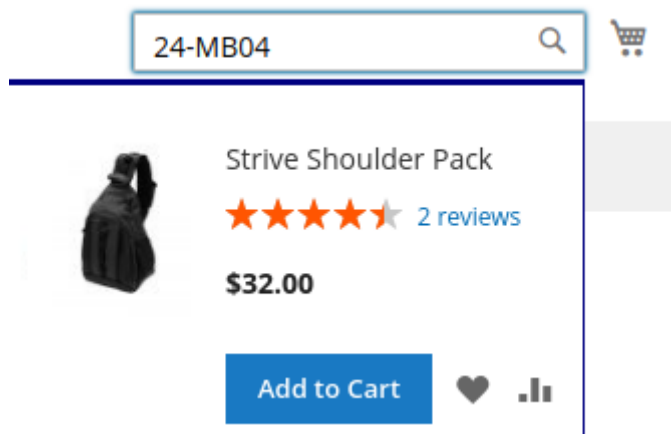 24-MB04
Strive Shoulder Pack
2 reviews
$32.00
Add to Cart